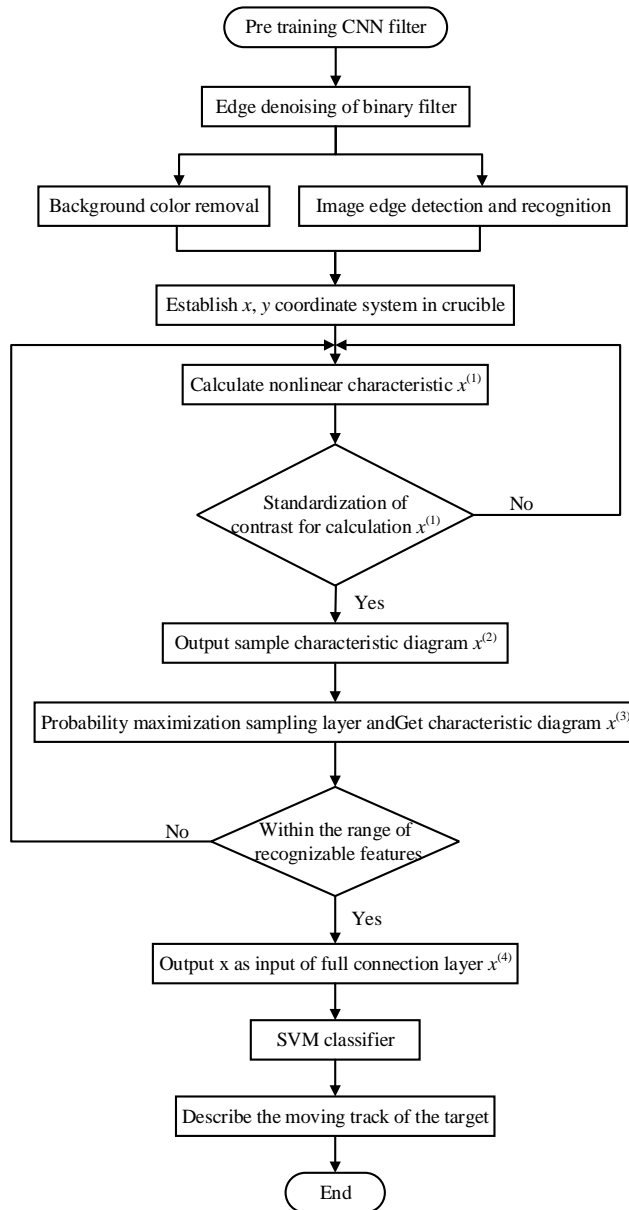 Pre training CNN filter
Edge denoising of binary filter
Background color removal
Image edge detection and recognition
Establish x, y coordinate system in crucible
Calculate nonlinear characteristic x⁽¹⁾
Standardization of
contrast for calculation x⁽¹⁾
No
Yes
Output sample characteristic diagram x⁽²⁾
Probability maximization sampling layer andGet characteristic diagram x⁽³⁾
No
Within the range of
recognizable features
Yes
Output x as input of full connection layer x⁽⁴⁾
SVM classifier
Describe the moving track of the target
End